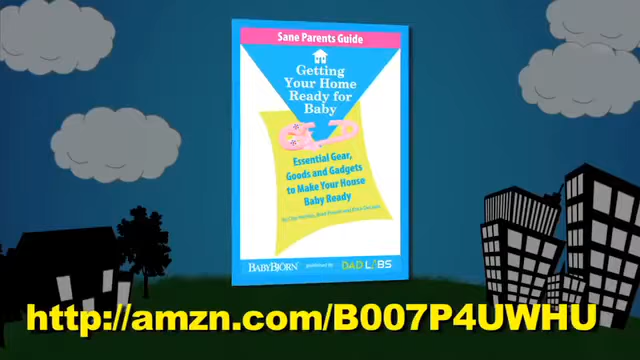 Sane Parents Guide
Getting
Your Home
Ready for
Baby
Essential Gear,
Goods and Gadgets
to Make Your House
Baby Ready
BABYBJÖRN
DAD LABS
http://amzn.com/B007P4UWHU